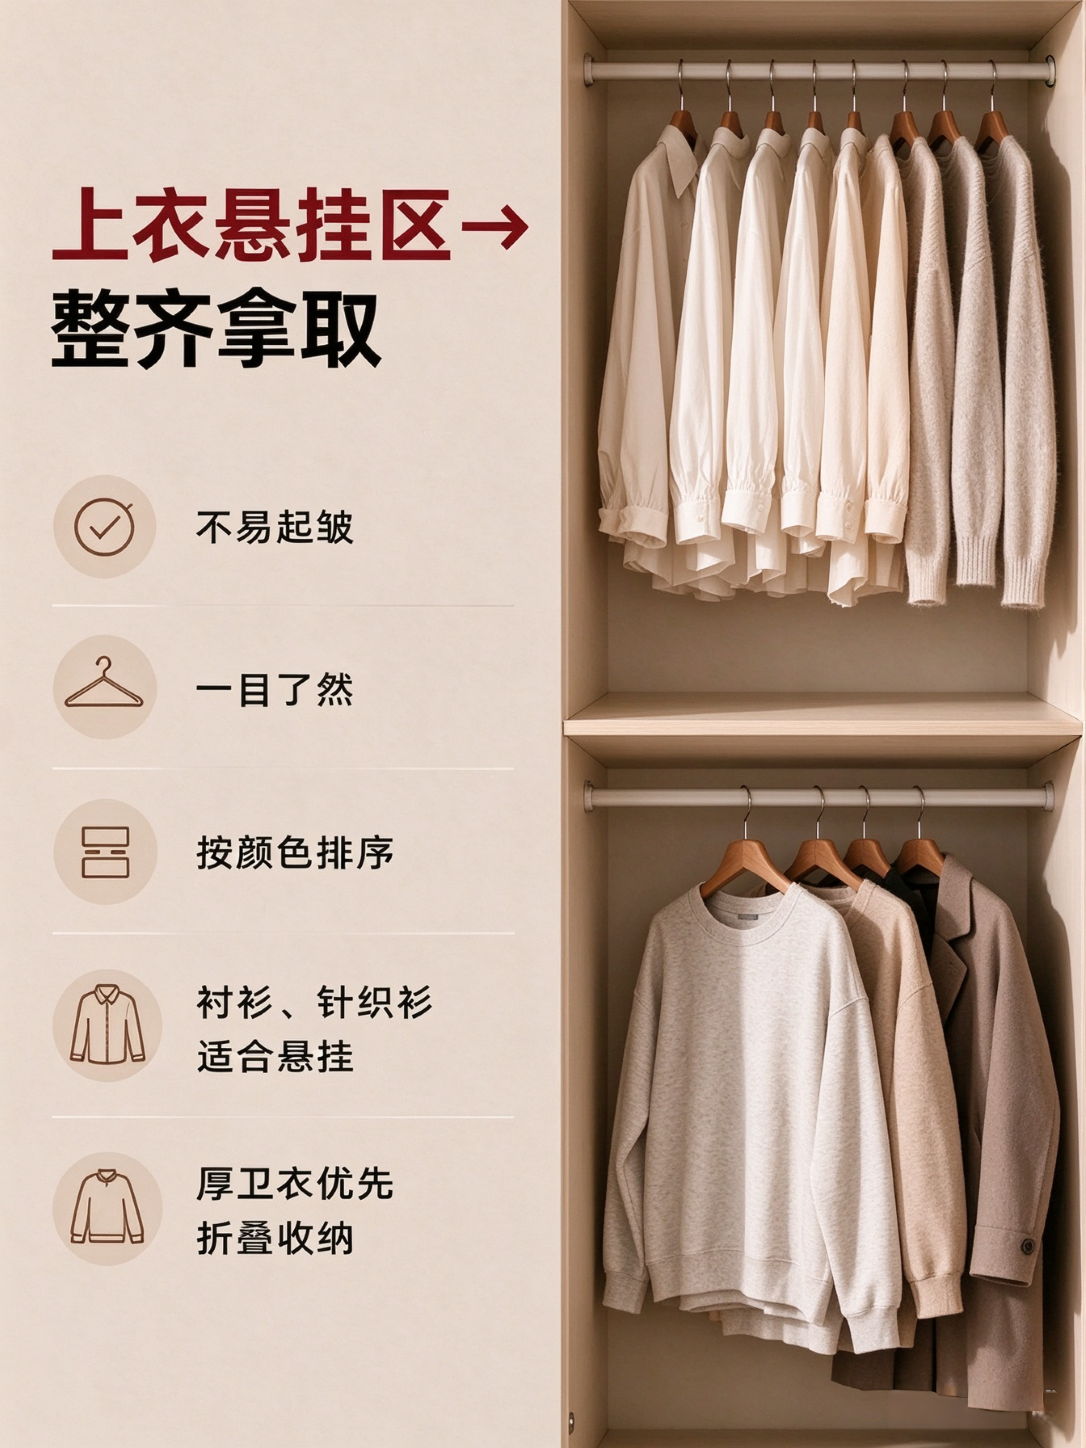 上衣悬挂区→
整齐拿取
不易起皱
一目了然
按颜色排序
衬衫、针织衫
适合悬挂
厚卫衣优先
折叠收纳